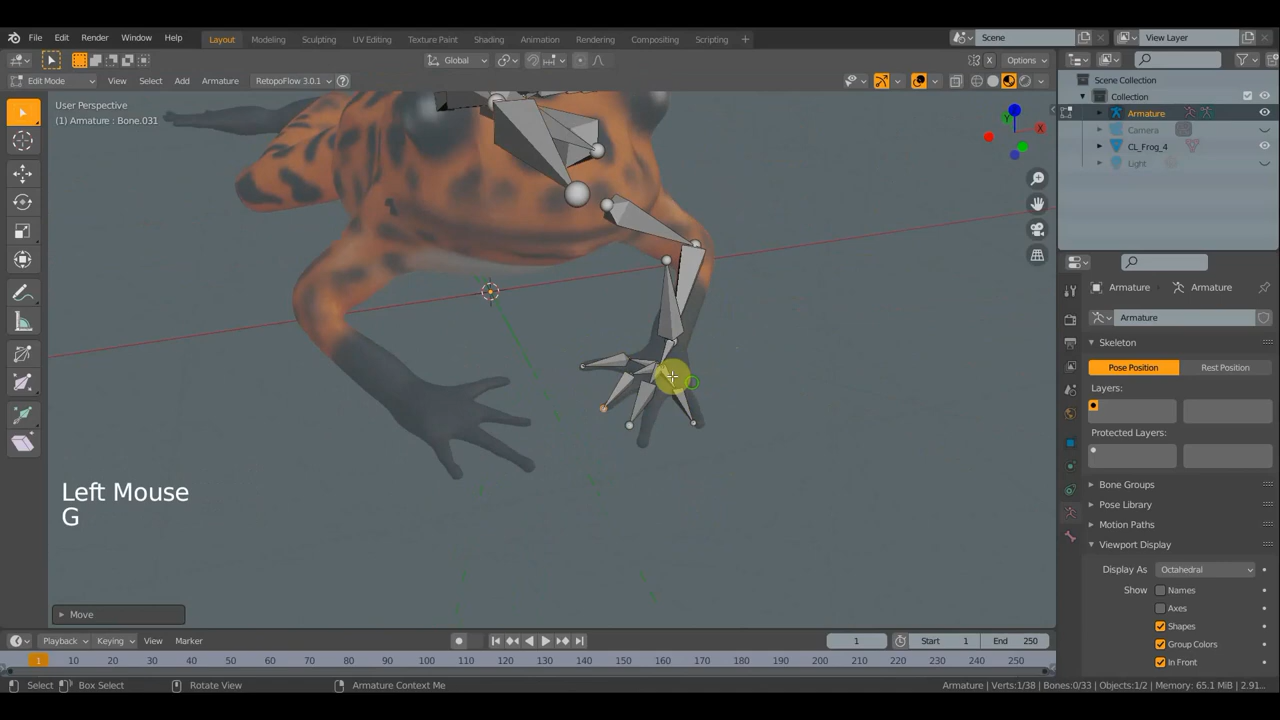 File Edit Render Window Help Layout Modeling Sculpting UV Editing Texture Paint Shading Animation Rendering Compositing Scripting + Scene View Layer
Global Options
Edit Mode View Select Add Armature RetopoFlow 3.0.1
User Perspective
(1) Armature : Bone.031
Z
Y
X
Scene Collection
Collection
Armature
Camera
CL_Frog_4
Light
Armature Armature
Armature
Skeleton
Pose Position Rest Position
Layers:
Protected Layers:
Bone Groups
Pose Library
Motion Paths
Viewport Display
Display As Octahedral
Show Names
Axes
Shapes
Group Colors
In Front
Left Mouse
G
Move
Playback Keying View Marker 1 Start 1 End 250
1 10 20 30 40 50 60 70 80 90 100 110 120 130 140 150 160 170 180 190 200 210 220 230 240 250
Select Box Select Rotate View Armature Context Me Armature | Verts:1/38 | Bones:0/33 | Objects:1/2 | Memory: 65.1 MiB | 2.91...